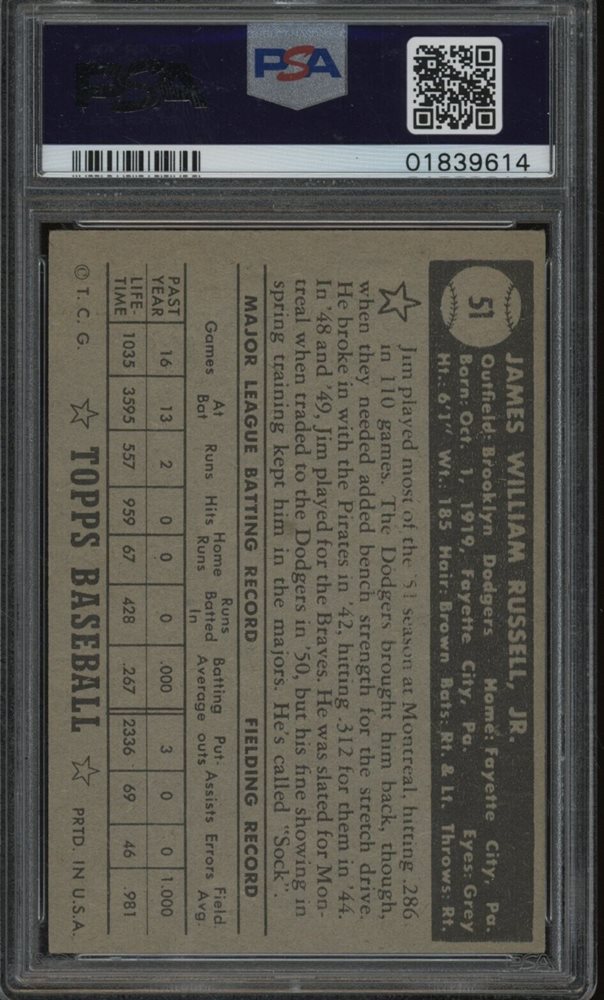 PSA
PSA
01839614
51
JAMES WILLIAM RUSSELL, JR.
Outfield: Brooklyn Dodgers Home: Fayette City, Pa.
Born: Oct. 1, 1919, Fayette City, Pa. Eyes: Grey
Ht.: 6'1" Wt.: 185 Hair: Brown Bats: Rt. & Lt. Throws: Rt.
Jim played most of the '51 season at Montreal, hitting .286
in 110 games. The Dodgers brought him back, though,
when they needed added bench strength for the stretch drive.
He broke in with the Pirates in '42, hitting .312 for them in '44.
In '48 and '49, Jim played for the Braves. He was slated for Mon-
treal when traded to the Dodgers in '50, but his fine showing in
spring training kept him in the majors. He's called "Sock".
MAJOR LEAGUE BATTING RECORD FIELDING RECORD
Games At Bat Runs Hits Home Runs Runs Batted In Batting Average Put-outs Assists Errors Field Avg.
PAST YEAR 16 13 2 0 0 0 .000 3 0 0 1.000
LIFE-TIME 1035 3595 557 959 67 428 .267 2336 69 46 .981
© T. C. G. TOPPS BASEBALL PRTD. IN U.S.A.
PSA